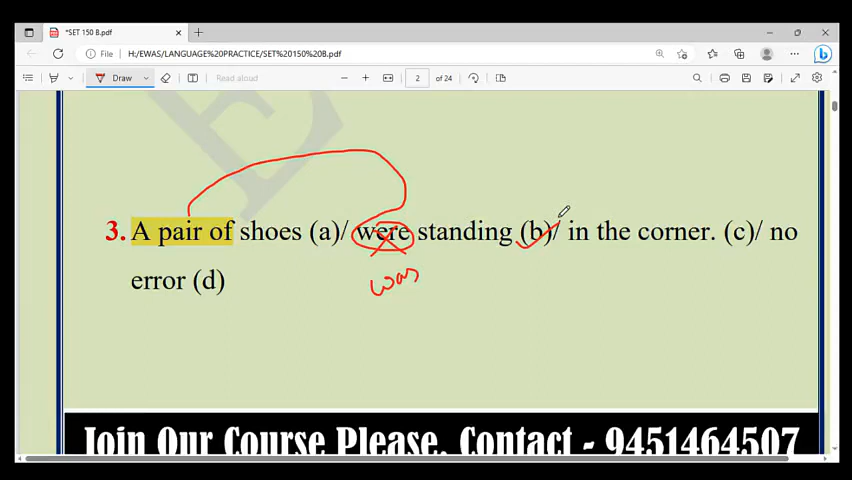 *SET 150 B.pdf
File
H:/EWAS/LANGUAGE%20PRACTICE/SET%20150%20B.pdf
Draw
Read aloud
2
of 24
3. A pair of shoes (a)/ were standing (b)/ in the corner. (c)/ no
error (d)
was
Join Our Course Please. Contact - 9451464507